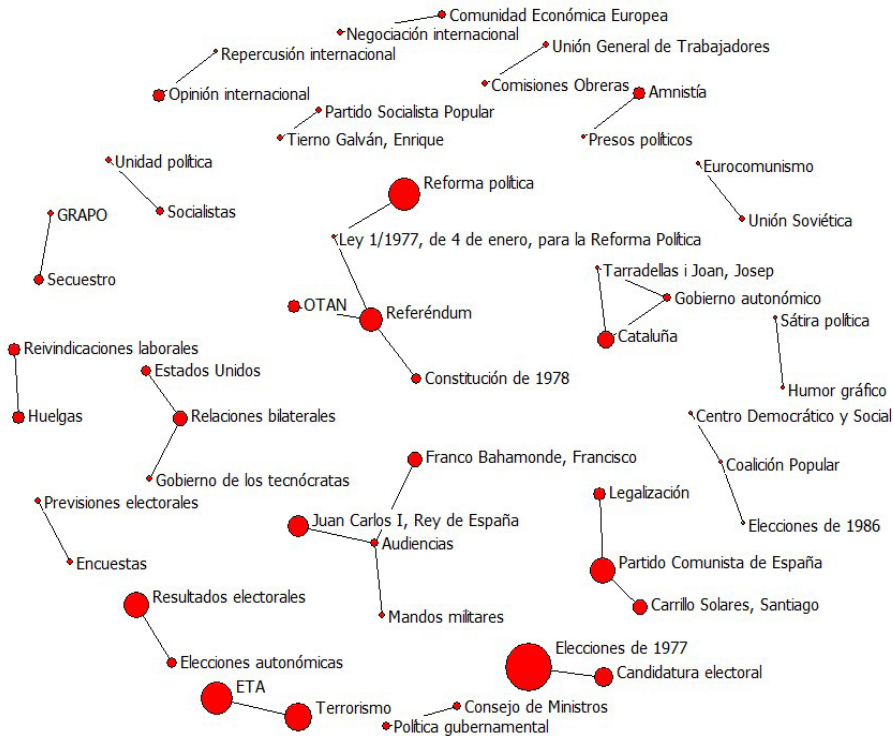 Comunidad Económica Europea
Negociación internacional
Unión General de Trabajadores
Repercusión internacional
Comisiones Obreras
Amnistía
Opinión internacional
Partido Socialista Popular
Tierno Galván, Enrique
Presos políticos
Unidad política
Eurocomunismo
Reforma política
GRAPO
Socialistas
Unión Soviética
Ley 1/1977, de 4 de enero, para la Reforma Política
Tarradellas i Joan, Josep
Secuestro
Gobierno autonómico
OTAN
Referéndum
Sátira política
Cataluña
Reivindicaciones laborales
Estados Unidos
Constitución de 1978
Humor gráfico
Huelgas
Relaciones bilaterales
Centro Democrático y Social
Franco Bahamonde, Francisco
Coalición Popular
Gobierno de los tecnócratas
Legalización
Previsiones electorales
Juan Carlos I, Rey de España
Elecciones de 1986
Audiencias
Encuestas
Partido Comunista de España
Resultados electorales
Carrillo Solares, Santiago
Mandos militares
Elecciones de 1977
Elecciones autonómicas
Candidatura electoral
ETA
Terrorismo
Consejo de Ministros
Política gubernamental